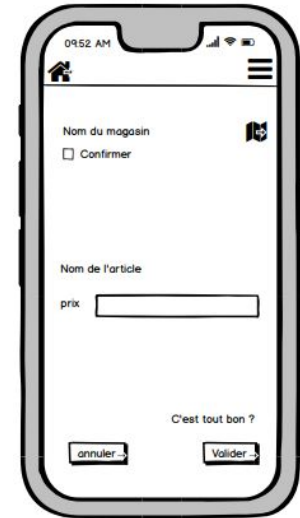 09:52 AM
Nom du magasin
Confirmer
Nom de l'article
prix
C'est tout bon ?
annuler
Valider